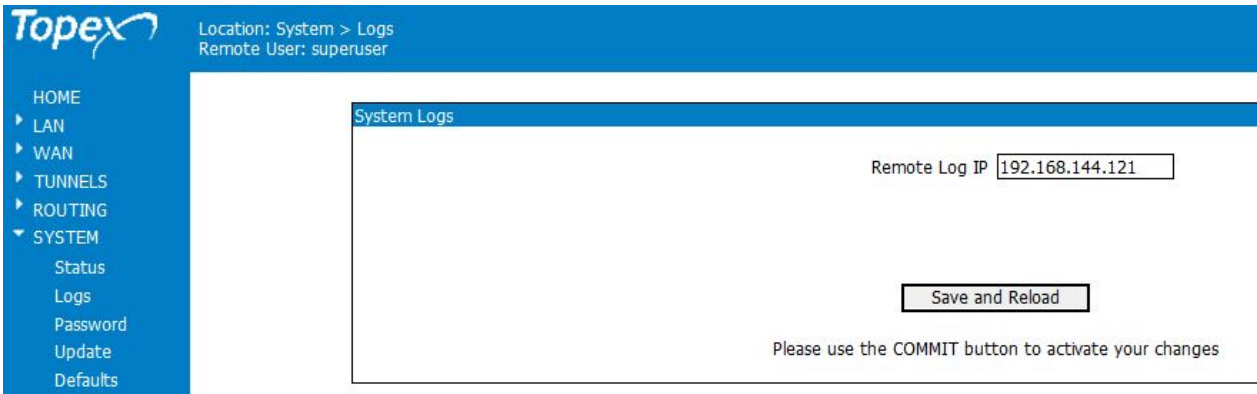 Topex
Location: System > Logs
Remote User: superuser
HOME
LAN
WAN
TUNNELS
ROUTING
SYSTEM
Status
Logs
Password
Update
Defaults
System Logs
Remote Log IP 192.168.144.121
Save and Reload
Please use the COMMIT button to activate your changes